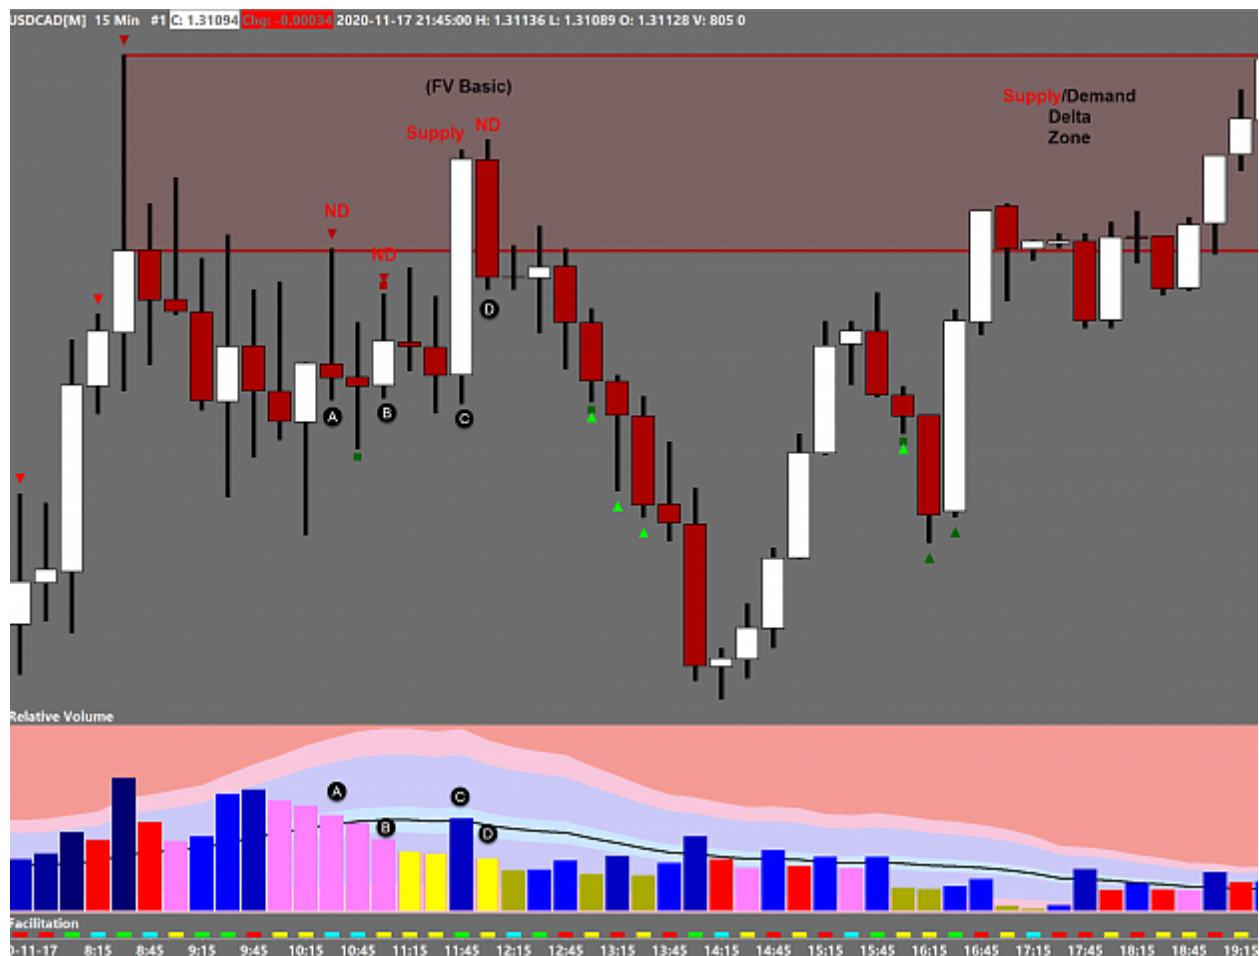 USDCAD[M] 15 Min #1 C: 1.31094 Chg: -0.00034 2020-11-17 21:45:00 H: 1.31136 L: 1.31089 O: 1.31128 V: 805 0
(FV Basic)
Supply/Demand
Delta
Zone
Supply ND
ND
ND
D
A B C
Relative Volume
A C
B D
Facilitation
0-11-17 8:15 8:45 9:15 9:45 10:15 10:45 11:15 11:45 12:15 12:45 13:15 13:45 14:15 14:45 15:15 15:45 16:15 16:45 17:15 17:45 18:15 18:45 19:15